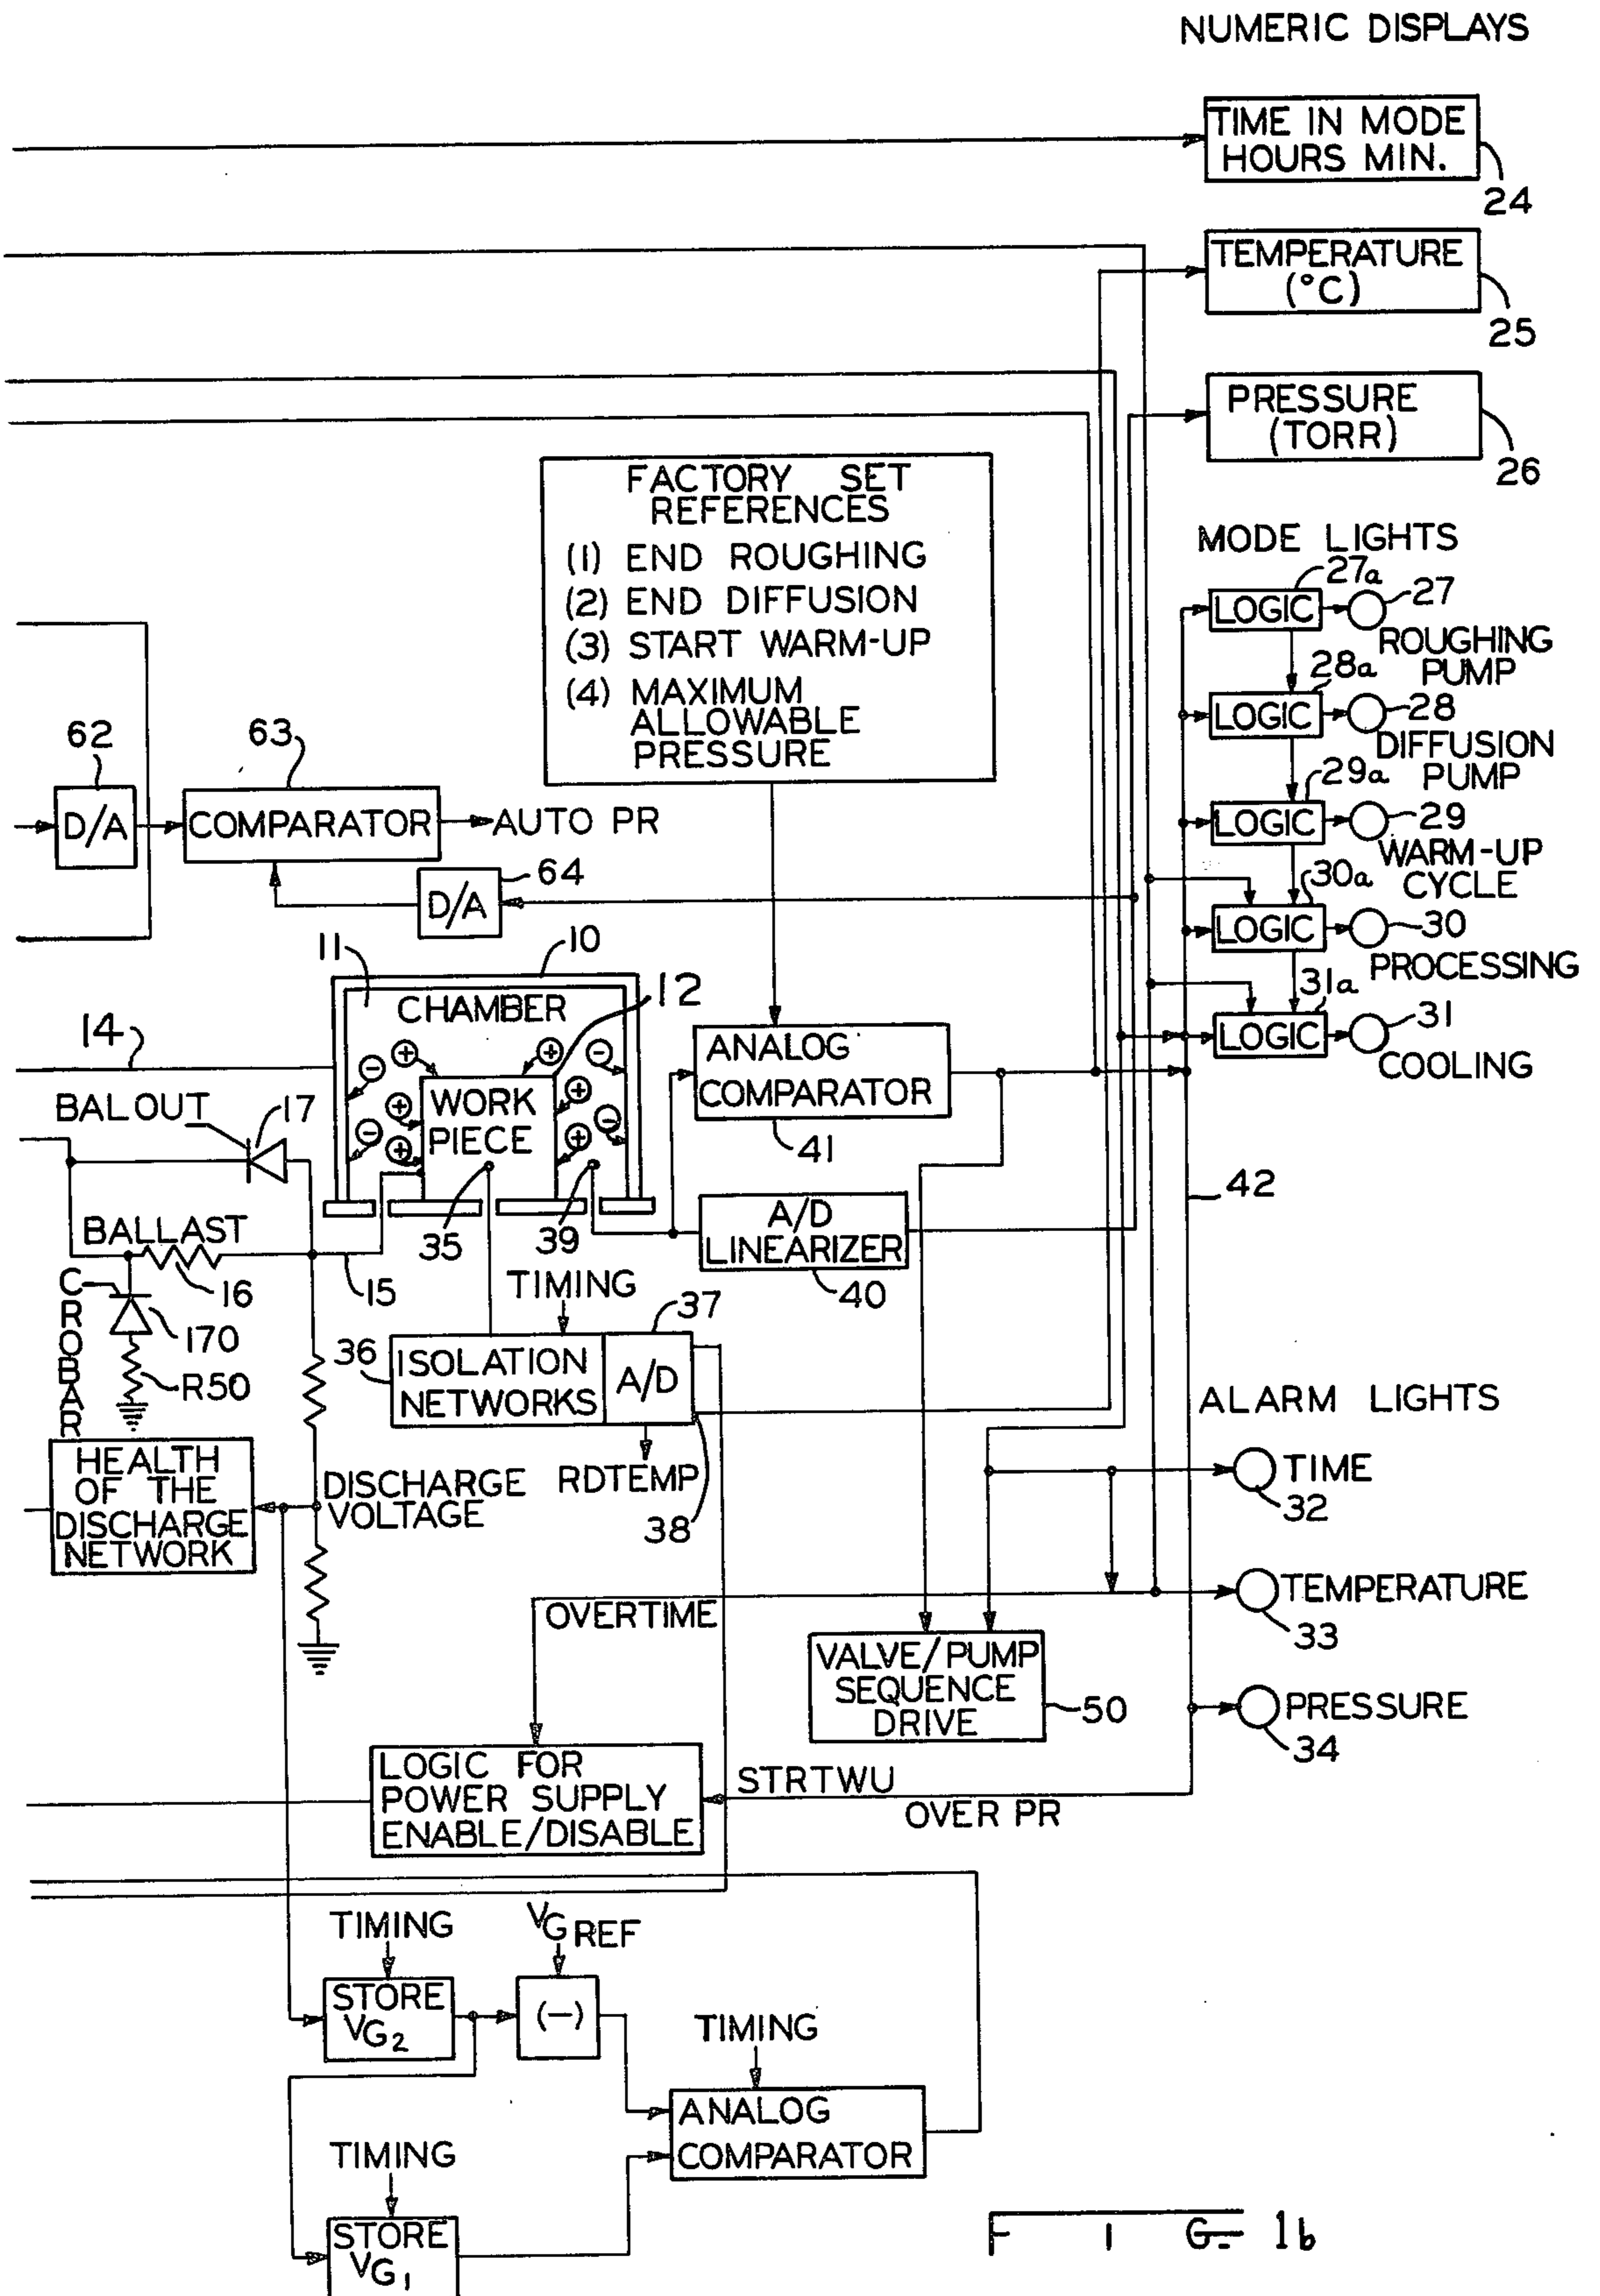 NUMERIC DISPLAYS
TIME IN MODE
HOURS MIN.
24
TEMPERATURE
(°C)
25
PRESSURE
(TORR)
26
FACTORY SET
REFERENCES
(1) END ROUGHING
(2) END DIFFUSION
(3) START WARM-UP
(4) MAXIMUM
ALLOWABLE
PRESSURE
MODE LIGHTS
27a
LOGIC
27
ROUGHING
PUMP
28a
LOGIC
28
DIFFUSION
PUMP
29a
LOGIC
29
WARM-UP
CYCLE
30a
LOGIC
30
PROCESSING
31a
LOGIC
31
COOLING
62
D/A
63
COMPARATOR
AUTO PR
64
D/A
11
10
CHAMBER
12
14
WORK
PIECE
BALOUT
17
ANALOG
COMPARATOR
41
42
BALLAST
16
15
35
39
A/D
LINEARIZER
40
CROBAR
170
R50
TIMING
36
ISOLATION
NETWORKS
37
A/D
RDTEMP
38
ALARM LIGHTS
TIME
32
TEMPERATURE
33
PRESSURE
34
HEALTH
OF THE
DISCHARGE
NETWORK
DISCHARGE
VOLTAGE
OVERTIME
VALVE/PUMP
SEQUENCE
DRIVE
50
LOGIC FOR
POWER SUPPLY
ENABLE/DISABLE
STRTWU
OVER PR
TIMING
VG REF
STORE
VG2
(-)
TIMING
ANALOG
COMPARATOR
TIMING
STORE
VG1
FIG-1b